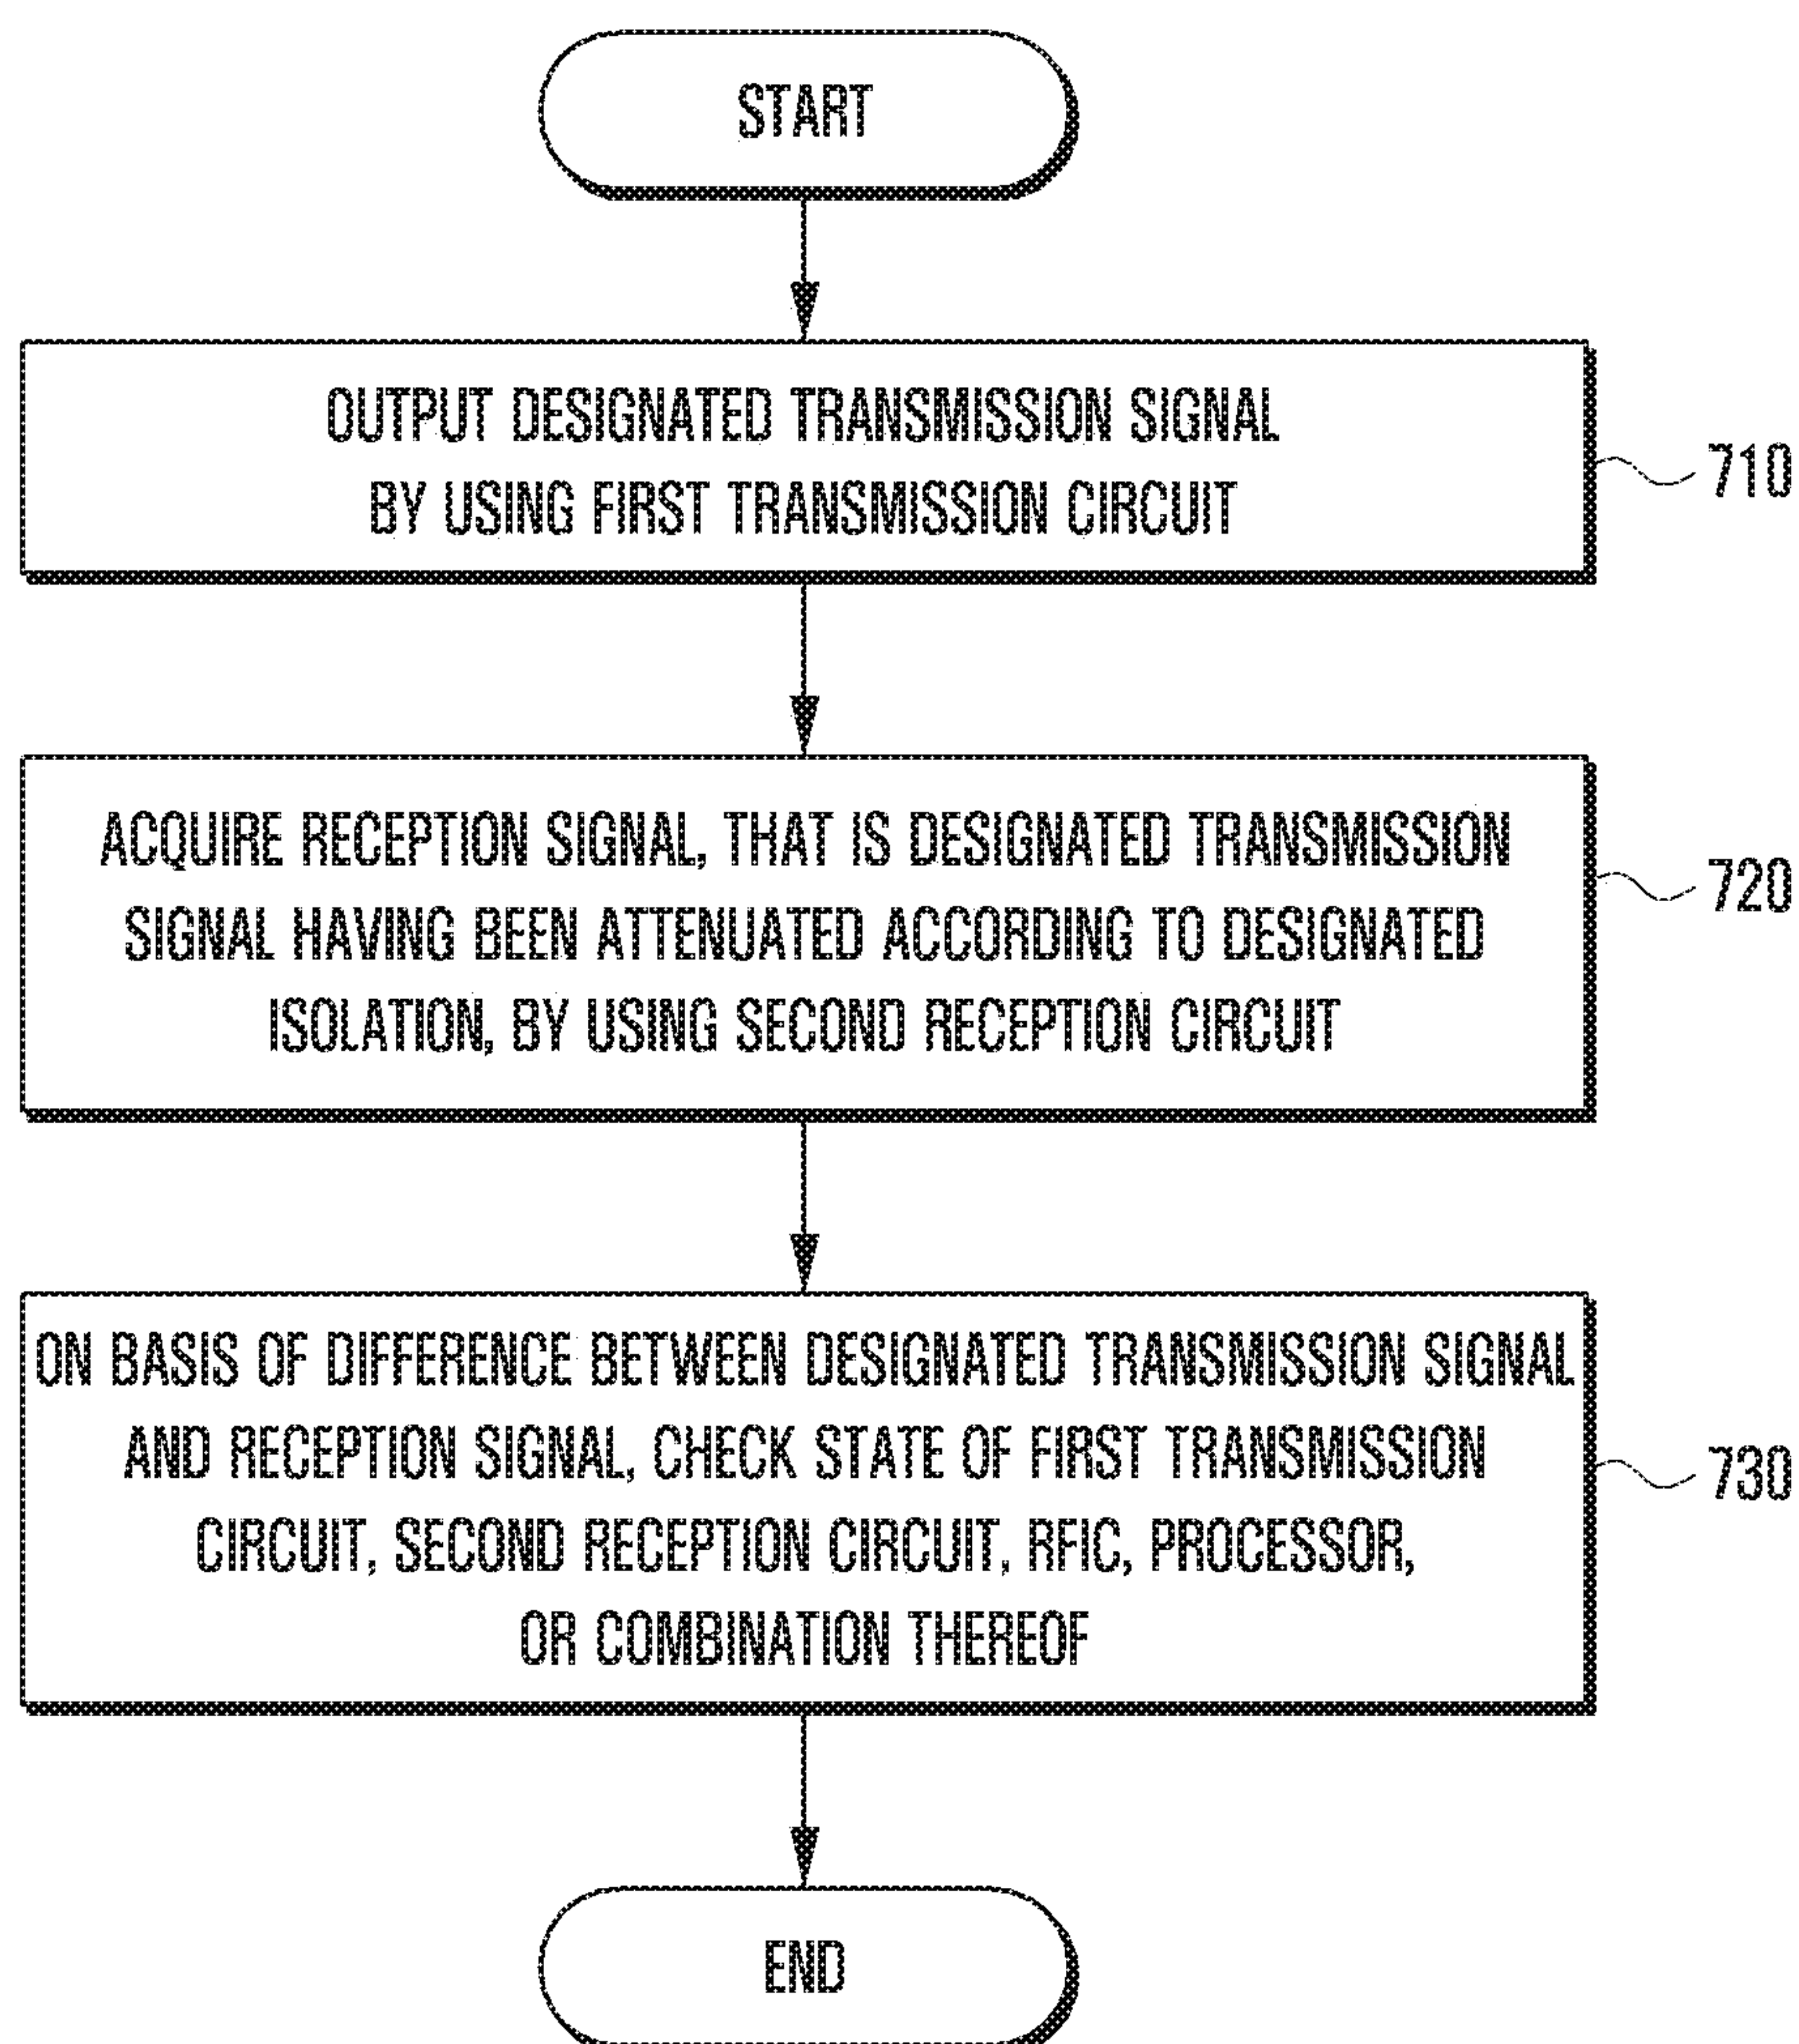 START
OUTPUT DESIGNATED TRANSMISSION SIGNAL
BY USING FIRST TRANSMISSION CIRCUIT
710
ACQUIRE RECEPTION SIGNAL, THAT IS DESIGNATED TRANSMISSION
SIGNAL HAVING BEEN ATTENUATED ACCORDING TO DESIGNATED
ISOLATION, BY USING SECOND RECEPTION CIRCUIT
720
ON BASIS OF DIFFERENCE BETWEEN DESIGNATED TRANSMISSION SIGNAL
AND RECEPTION SIGNAL, CHECK STATE OF FIRST TRANSMISSION
CIRCUIT, SECOND RECEPTION CIRCUIT, RFIC, PROCESSOR,
OR COMBINATION THEREOF
730
END